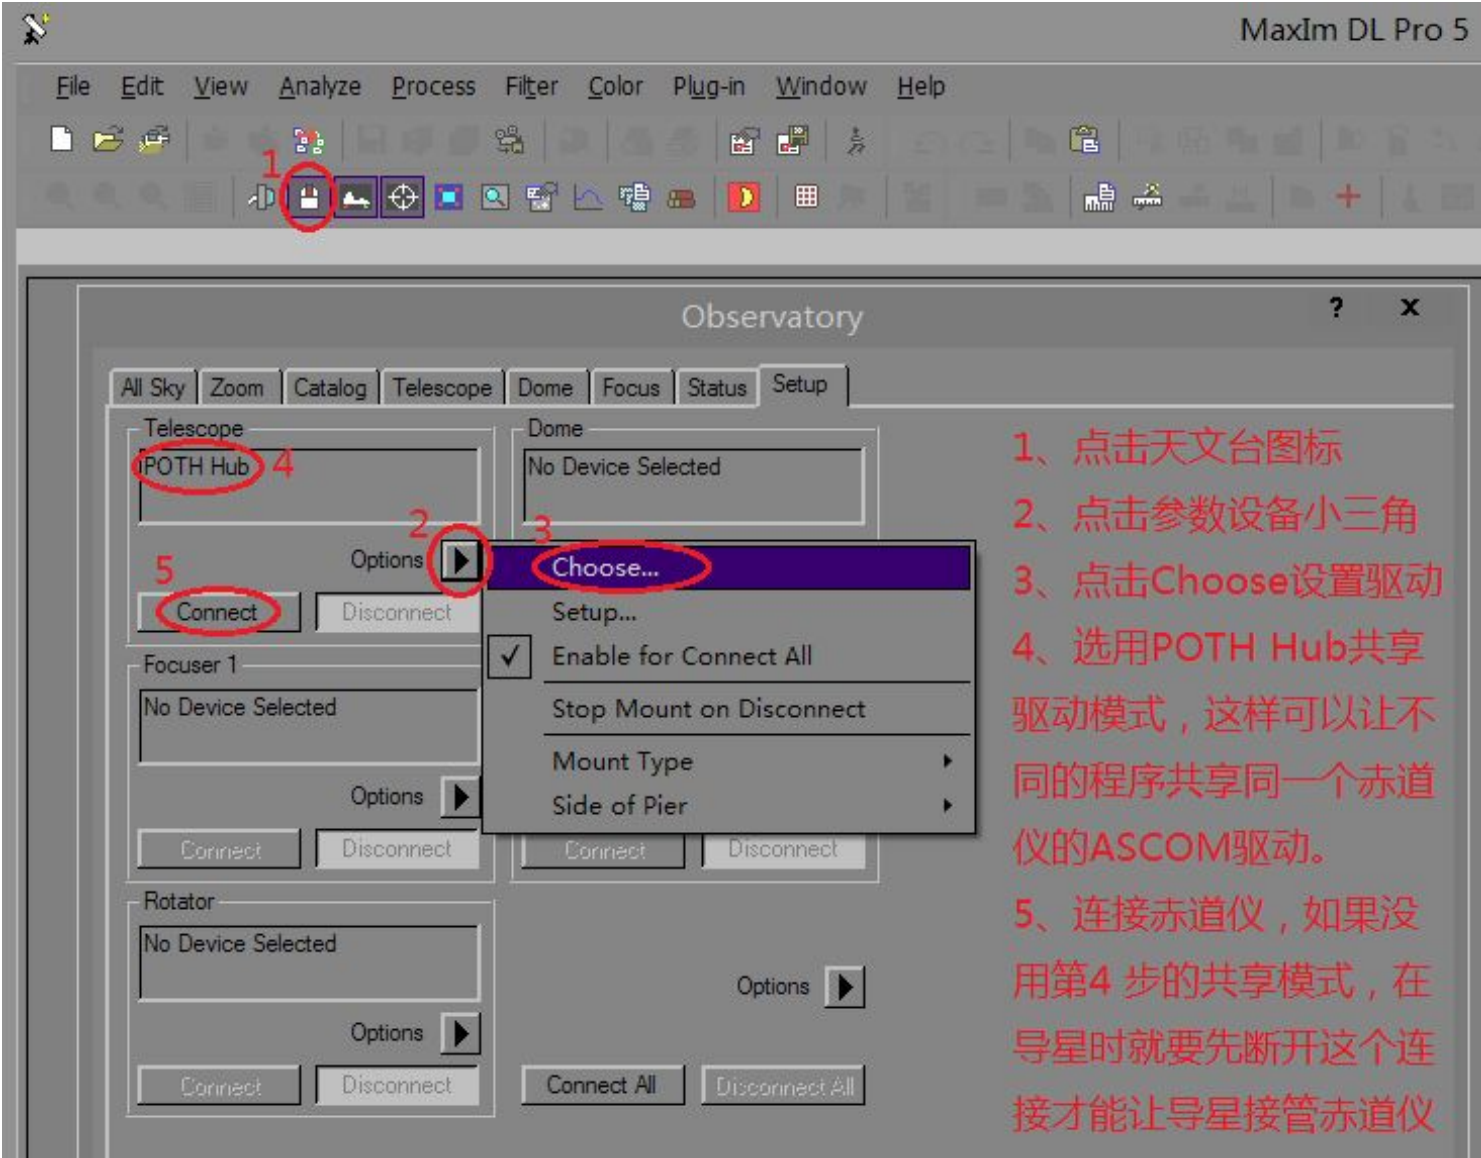 MaxIm DL Pro 5
File Edit View Analyze Process Filter Color Plug-in Window Help
1
Observatory
? x
All Sky Zoom Catalog Telescope Dome Focus Status Setup
Telescope
POTH Hub 4
Dome
No Device Selected
2
3
Options
Choose...
5
Connect Disconnect
Setup...
Enable for Connect All
Stop Mount on Disconnect
Mount Type
Side of Pier
Focuser 1
No Device Selected
Options
Connect Disconnect
Connect Disconnect
Rotator
No Device Selected
Options
Options
Connect Disconnect
Connect All Disconnect All
1、点击天文台图标
2、点击参数设备小三角
3、点击Choose设置驱动
4、选用POTH Hub共享
驱动模式，这样可以让不
同的程序共享同一个赤道
仪的ASCOM驱动。
5、连接赤道仪，如果没
用第4 步的共享模式，在
导星时就要先断开这个连
接才能让导星接管赤道仪